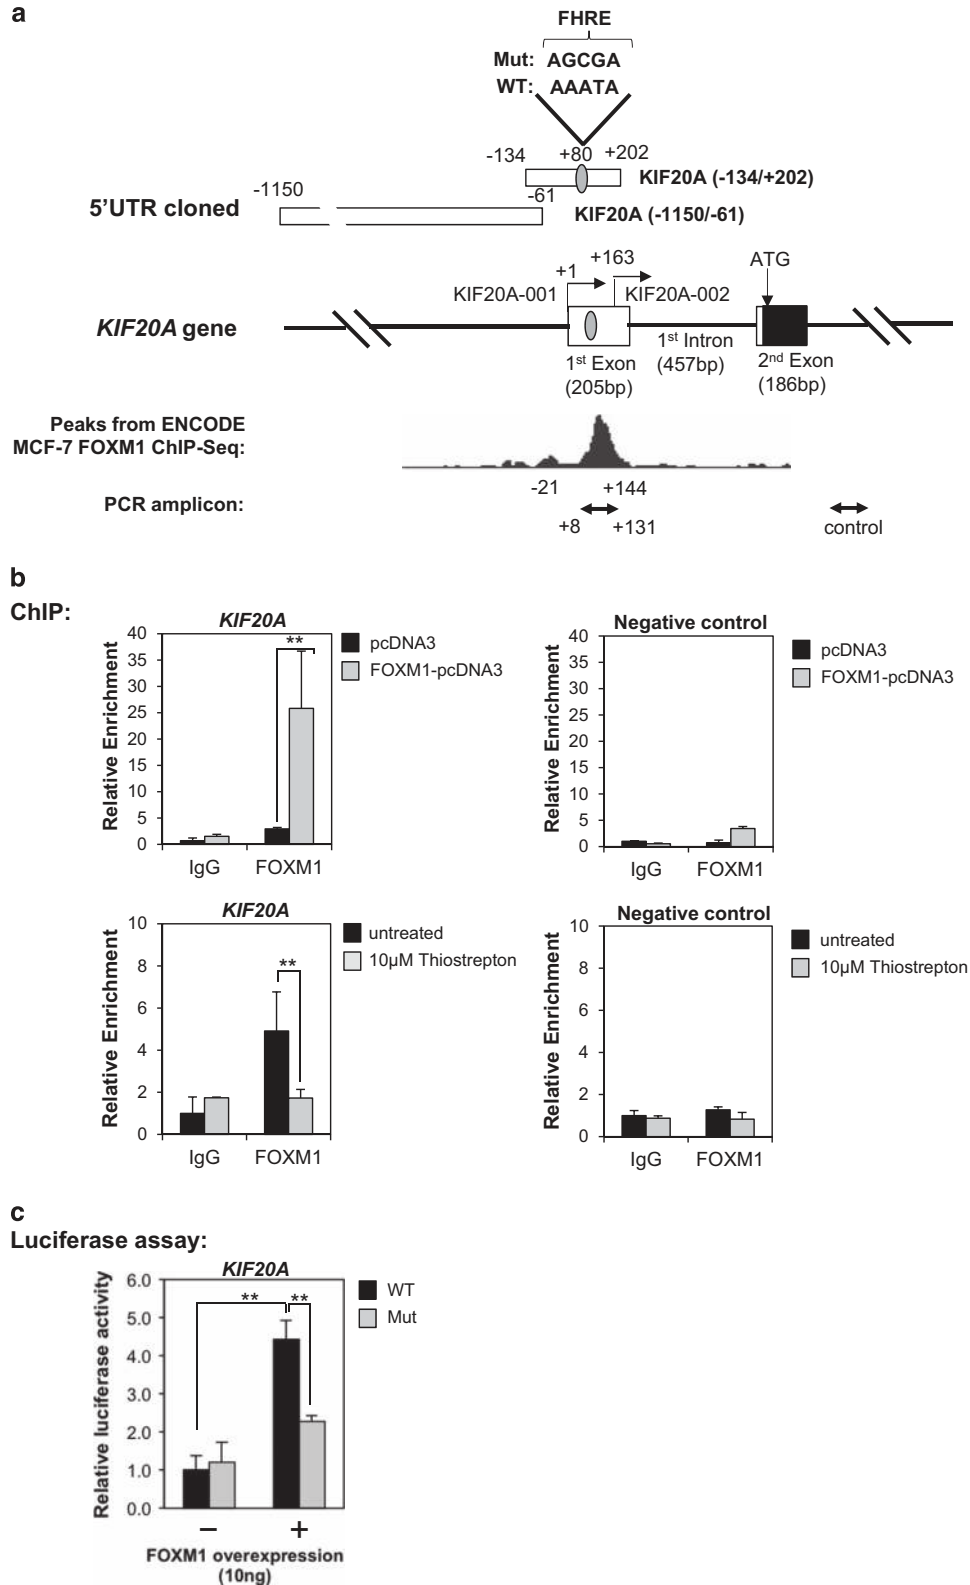 a
FHRE
Mut: AGCGA
WT: AAATA
-134 +80 +202
KIF20A (-134/+202)
-1150 -61
5'UTR cloned
KIF20A (-1150/-61)
+1 +163 ATG
KIF20A-001 KIF20A-002
KIF20A gene
1st Exon
(205bp)
1st Intron
(457bp)
2nd Exon
(186bp)
Peaks from ENCODE
MCF-7 FOXM1 ChIP-Seq:
-21 +144
PCR amplicon:
+8 +131 control
b
ChIP:
KIF20A
Relative Enrichment
40
35
30
25
20
15
10
5
0
**
pcDNA3
FOXM1-pcDNA3
IgG FOXM1
Negative control
Relative Enrichment
40
35
30
25
20
15
10
5
0
pcDNA3
FOXM1-pcDNA3
IgG FOXM1
KIF20A
Relative Enrichment
10
8
6
4
2
0
**
untreated
10µM Thiostrepton
IgG FOXM1
Negative control
Relative Enrichment
10
8
6
4
2
0
untreated
10µM Thiostrepton
IgG FOXM1
c
Luciferase assay:
KIF20A
Relative luciferase activity
6.0
5.0
4.0
3.0
2.0
1.0
0.0
** **
WT
Mut
− +
FOXM1 overexpression
(10ng)